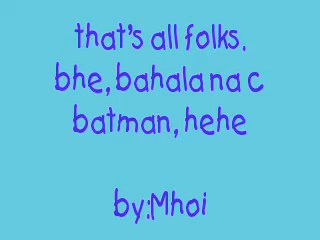 that's all folks.
bhe, bahala na c
batman, hehe
by:Mhoi